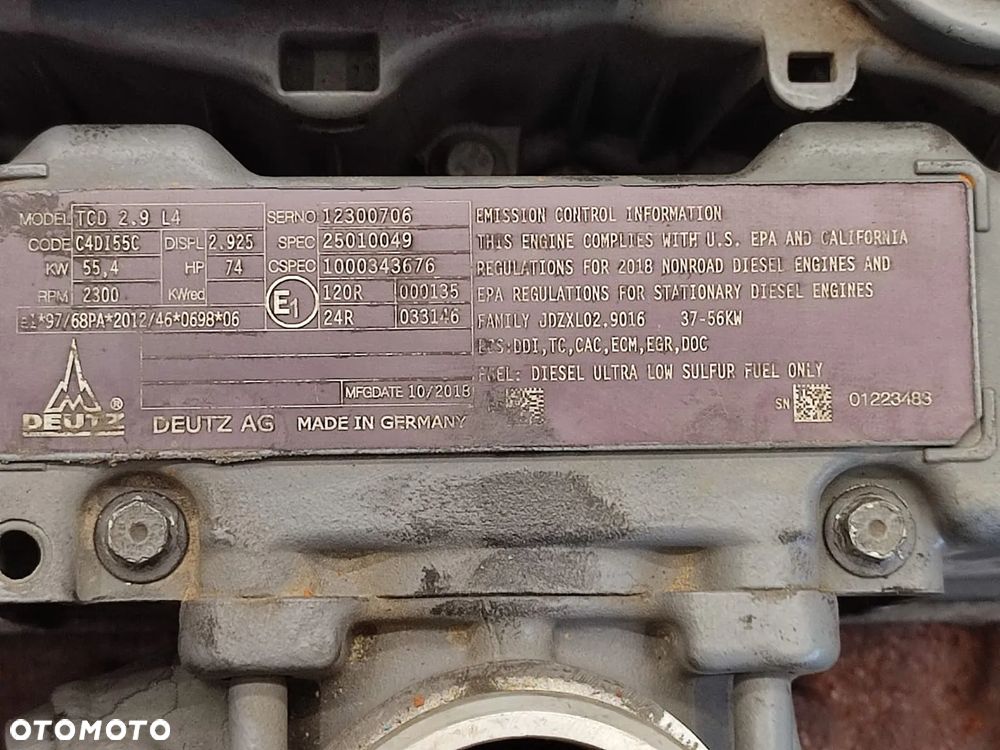 MODEL TCD 2.9 L4
CODE C4DI55C DISPL 2.925
KW 55,4 HP 74
RPM 2300 KWred
E1*97/68PA*2012/46*0698*06
SERNO 12300706
SPEC 25010049
CSPEC 1000343676
E1 120R 000135
24R 033146
MFGDATE 10/2018
DEUTZ ®
DEUTZ AG MADE IN GERMANY
EMISSION CONTROL INFORMATION
THIS ENGINE COMPLIES WITH U.S. EPA AND CALIFORNIA
REGULATIONS FOR 2018 NONROAD DIESEL ENGINES AND
EPA REGULATIONS FOR STATIONARY DIESEL ENGINES
FAMILY JDZXL02.9016 37-56KW
ECS:DDI,TC,CAC,ECM,EGR,DOC
FUEL: DIESEL ULTRA LOW SULFUR FUEL ONLY
SN 01223483
OTOMOTO